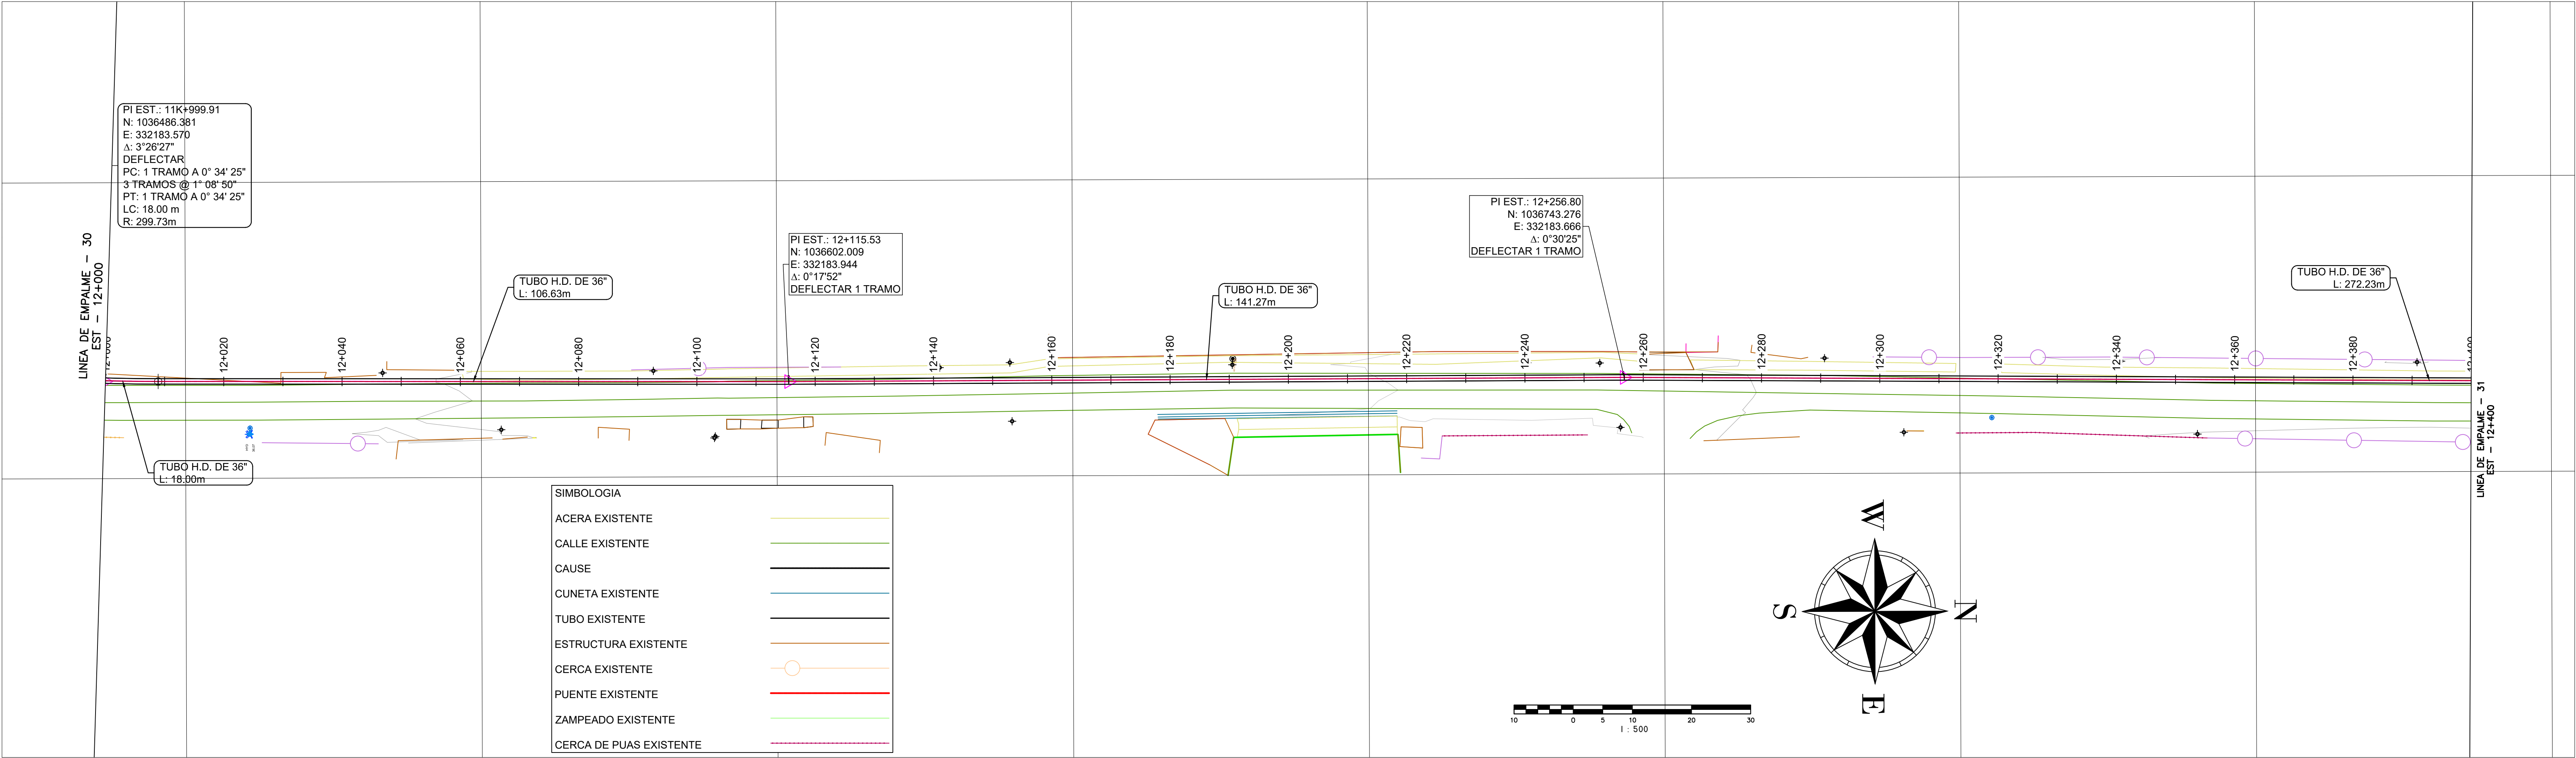 LINEA DE EMPALME - 30
EST - 12+000
PI EST.: 11K+999.91
N: 1036486.381
E: 332183.570
Δ: 3°26'27"
DEFLECTAR
PC: 1 TRAMO A 0° 34' 25"
3 TRAMOS @ 1° 08' 50"
PT: 1 TRAMO A 0° 34' 25"
LC: 18.00 m
R: 299.73m
TUBO H.D. DE 36"
L: 106.63m
PI EST.: 12+115.53
N: 1036602.009
E: 332183.944
Δ: 0°17'52"
DEFLECTAR 1 TRAMO
TUBO H.D. DE 36"
L: 141.27m
PI EST.: 12+256.80
N: 1036743.276
E: 332183.666
Δ: 0°30'25"
DEFLECTAR 1 TRAMO
TUBO H.D. DE 36"
L: 272.23m
12+000
12+020
12+040
12+060
12+080
12+100
12+120
12+140
12+160
12+180
12+200
12+220
12+240
12+260
12+280
12+300
12+320
12+340
12+360
12+380
12+400
LINEA DE EMPALME - 31
EST - 12+400
TUBO H.D. DE 36"
L: 18.00m
SIMBOLOGIA
ACERA EXISTENTE
CALLE EXISTENTE
CAUSE
CUNETA EXISTENTE
TUBO EXISTENTE
ESTRUCTURA EXISTENTE
CERCA EXISTENTE
PUENTE EXISTENTE
ZAMPEADO EXISTENTE
CERCA DE PUAS EXISTENTE
W
S
N
E
10 0 5 10 20 30
1 : 500